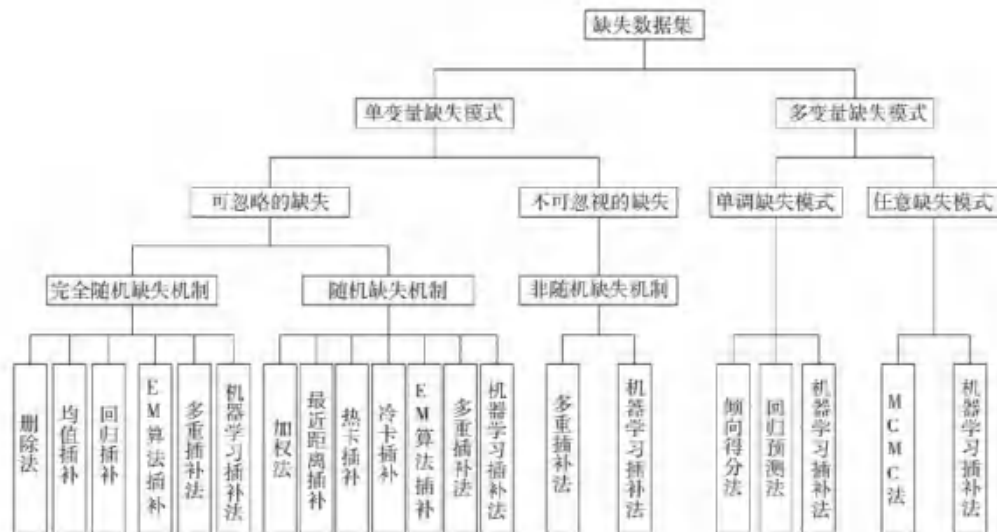 缺失数据集
单变量缺失模式
多变量缺失模式
可忽略的缺失
不可忽视的缺失
单调缺失模式
任意缺失模式
完全随机缺失机制
随机缺失机制
非随机缺失机制
删除法
均值插补
回归插补
EM算法插补
多重插补法
机器学习插补法
加权法
最近距离插补
热卡插补
冷卡插补
EM算法插补
多重插补法
机器学习插补法
多重插补法
机器学习插补法
倾向得分法
回归预测法
机器学习插补法
MCMC法
机器学习插补法